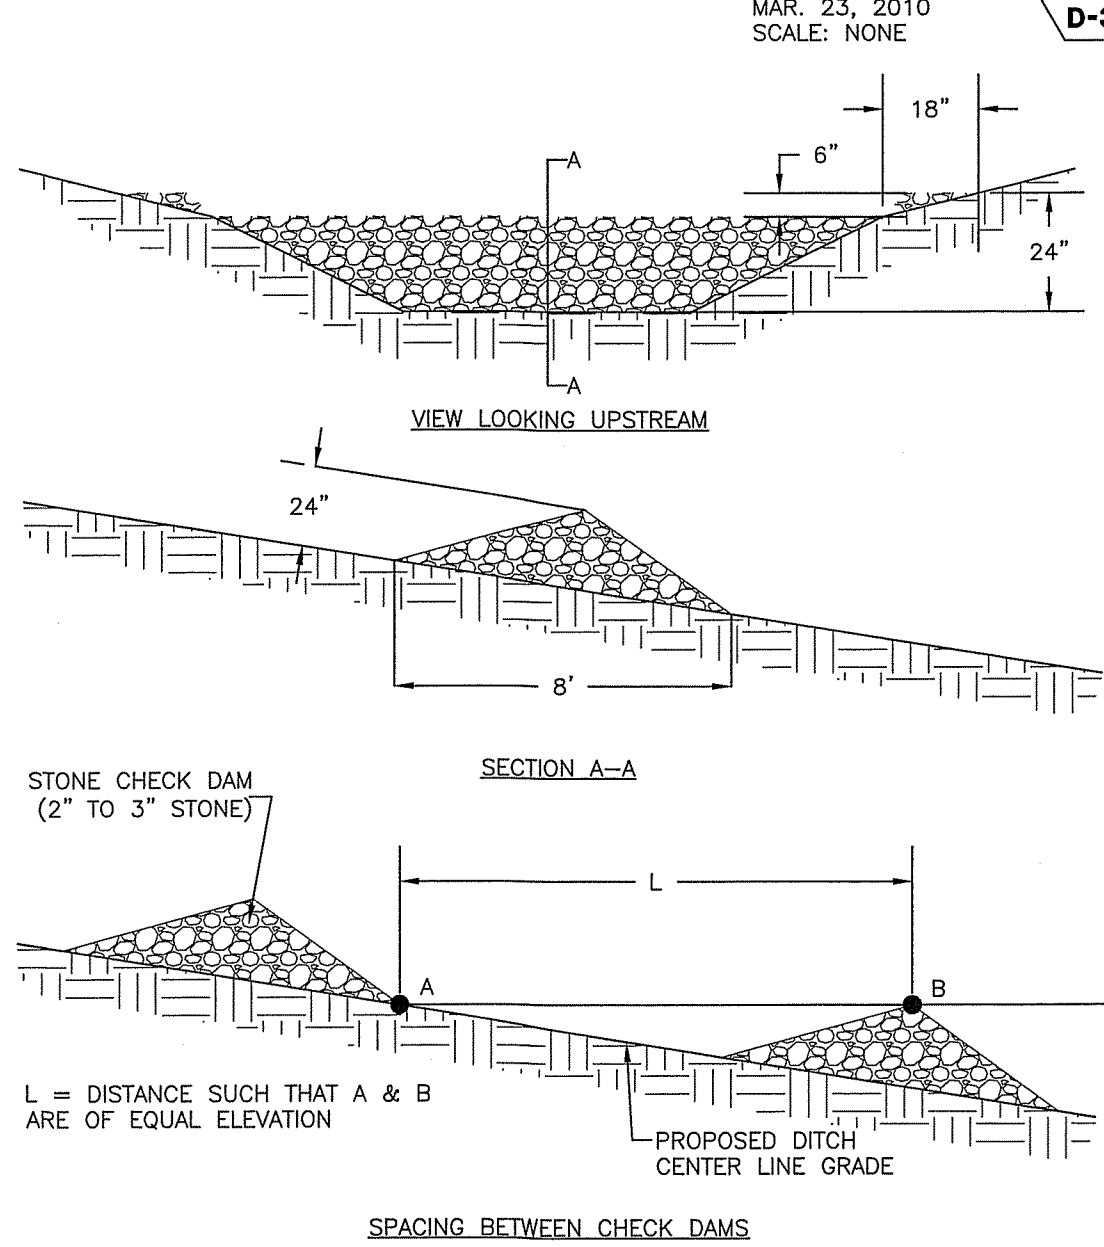 MAR. 23, 2010
SCALE: NONE
18"
6"
A
24"
A
VIEW LOOKING UPSTREAM
24"
8'
SECTION A-A
STONE CHECK DAM
(2" TO 3" STONE)
L
A
B
L = DISTANCE SUCH THAT A & B
ARE OF EQUAL ELEVATION
PROPOSED DITCH
CENTER LINE GRADE
SPACING BETWEEN CHECK DAMS